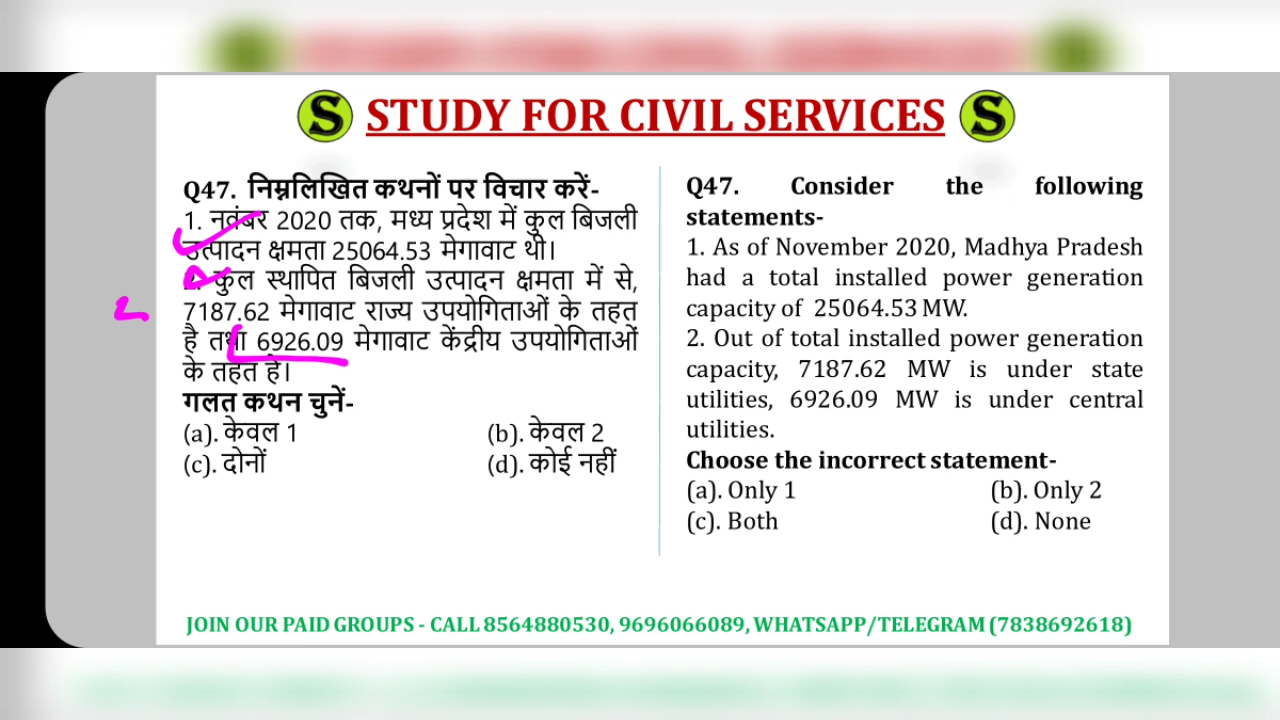 S STUDY FOR CIVIL SERVICES S
Q47. निम्नलिखित कथनों पर विचार करें-
1. नवंबर 2020 तक, मध्य प्रदेश में कुल बिजली
उत्पादन क्षमता 25064.53 मेगावाट थी।
2. कुल स्थापित बिजली उत्पादन क्षमता में से,
7187.62 मेगावाट राज्य उपयोगिताओं के तहत
है तथा 6926.09 मेगावाट केंद्रीय उपयोगिताओं
के तहत है।
गलत कथन चुनें-
(a). केवल 1 (b). केवल 2
(c). दोनों (d). कोई नहीं
Q47. Consider the following
statements-
1. As of November 2020, Madhya Pradesh
had a total installed power generation
capacity of 25064.53 MW.
2. Out of total installed power generation
capacity, 7187.62 MW is under state
utilities, 6926.09 MW is under central
utilities.
Choose the incorrect statement-
(a). Only 1 (b). Only 2
(c). Both (d). None
JOIN OUR PAID GROUPS - CALL 8564880530, 9696066089, WHATSAPP/TELEGRAM (7838692618)